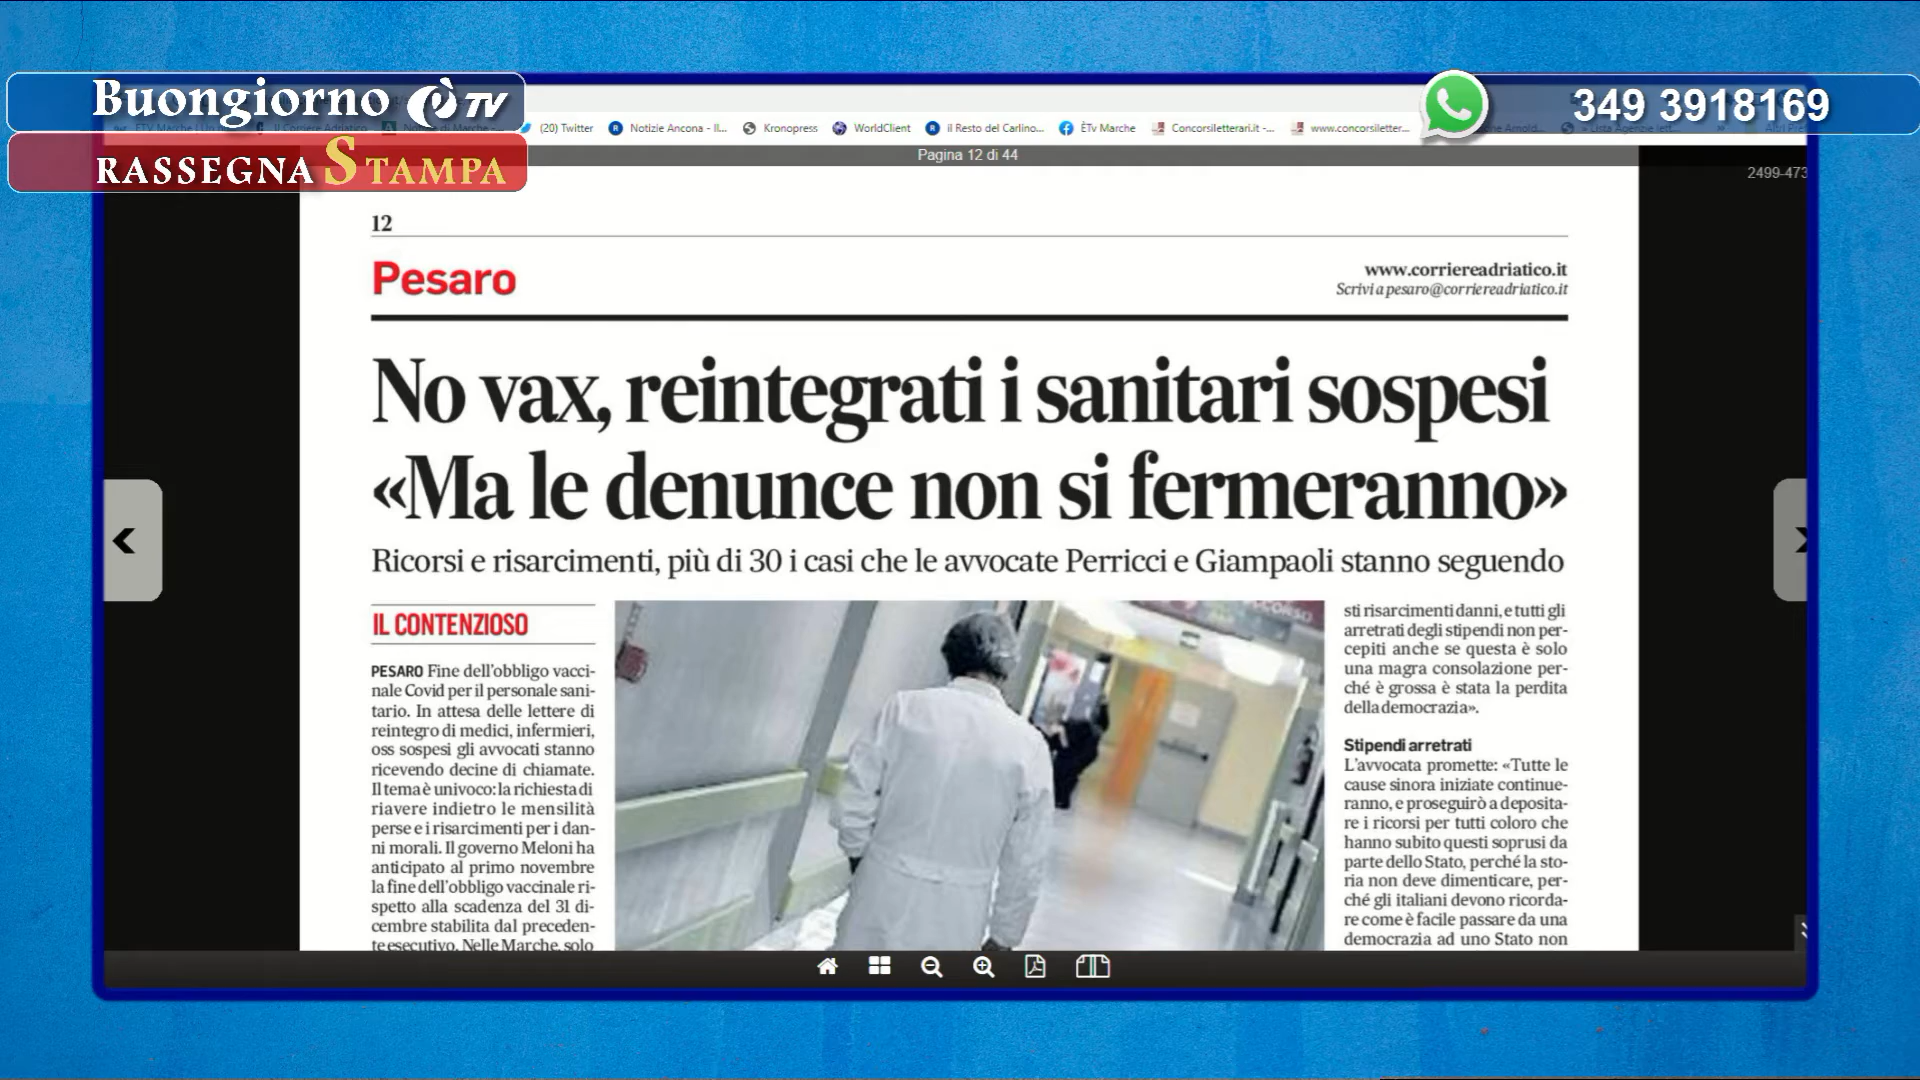 Buongiorno èTV
RASSEGNA STAMPA
349 3918169
(20) Twitter
Notizie Ancona - Il...
Kronopress
WorldClient
il Resto del Carlino...
ÈTv Marche
Concorsiletterari.it -...
www.concorsiletter...
Pagina 12 di 44
2499-473
12
Pesaro
www.corriereadriatico.it
Scrivi a pesaro@corriereadriatico.it
No vax, reintegrati i sanitari sospesi
«Ma le denunce non si fermeranno»
Ricorsi e risarcimenti, più di 30 i casi che le avvocate Perricci e Giampaoli stanno seguendo
IL CONTENZIOSO
PESARO Fine dell'obbligo vacci-
nale Covid per il personale sani-
tario. In attesa delle lettere di
reintegro di medici, infermieri,
oss sospesi gli avvocati stanno
ricevendo decine di chiamate.
Il tema è univoco: la richiesta di
riavere indietro le mensilità
perse e i risarcimenti per i dan-
ni morali. Il governo Meloni ha
anticipato al primo novembre
la fine dell'obbligo vaccinale ri-
spetto alla scadenza del 31 di-
cembre stabilita dal preceden-
te esecutivo. Nelle Marche, solo
sti risarcimenti danni, e tutti gli
arretrati degli stipendi non per-
cepiti anche se questa è solo
una magra consolazione per-
ché è grossa è stata la perdita
della democrazia».
Stipendi arretrati
L'avvocata promette: «Tutte le
cause sinora iniziate continue-
ranno, e proseguirò a deposita-
re i ricorsi per tutti coloro che
hanno subito questi soprusi da
parte dello Stato, perché la sto-
ria non deve dimenticare, per-
ché gli italiani devono ricorda-
re come è facile passare da una
democrazia ad uno Stato non